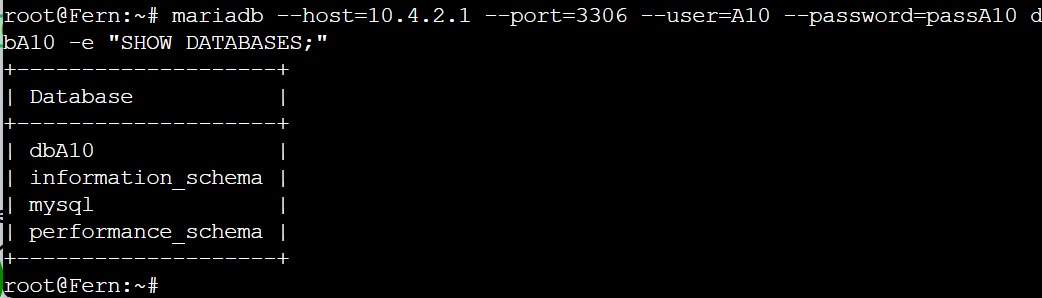 root@Fern:~# mariadb --host=10.4.2.1 --port=3306 --user=A10 --password=passA10 d
bA10 -e "SHOW DATABASES;"
+--------------------+
| Database           |
+--------------------+
| dbA10              |
| information_schema |
| mysql              |
| performance_schema |
+--------------------+
root@Fern:~#